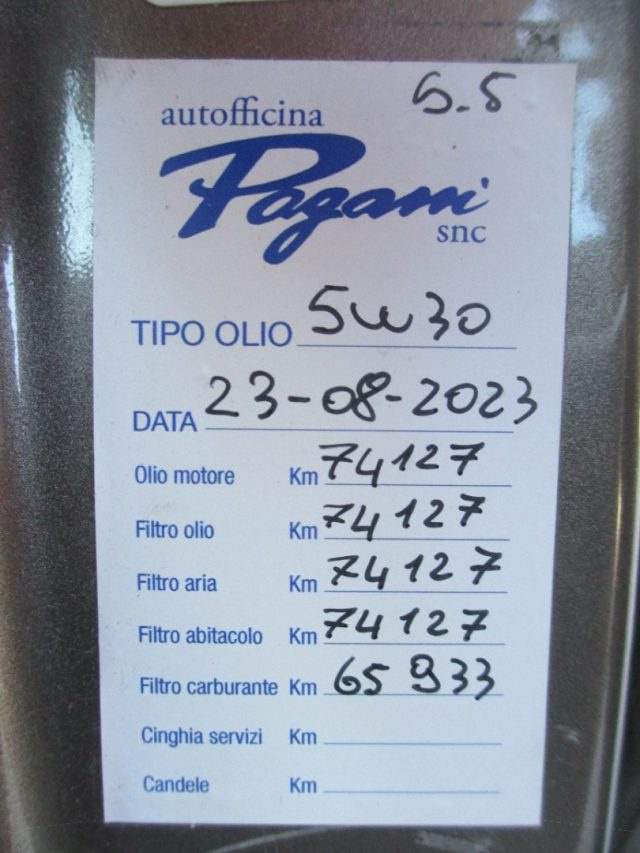 5.5
autofficina
Pagani
snc
TIPO OLIO 5W30
DATA 23-08-2023
Olio motore Km 74127
Filtro olio Km 74127
Filtro aria Km 74127
Filtro abitacolo Km 74127
Filtro carburante Km 65933
Cinghia servizi Km
Candele Km